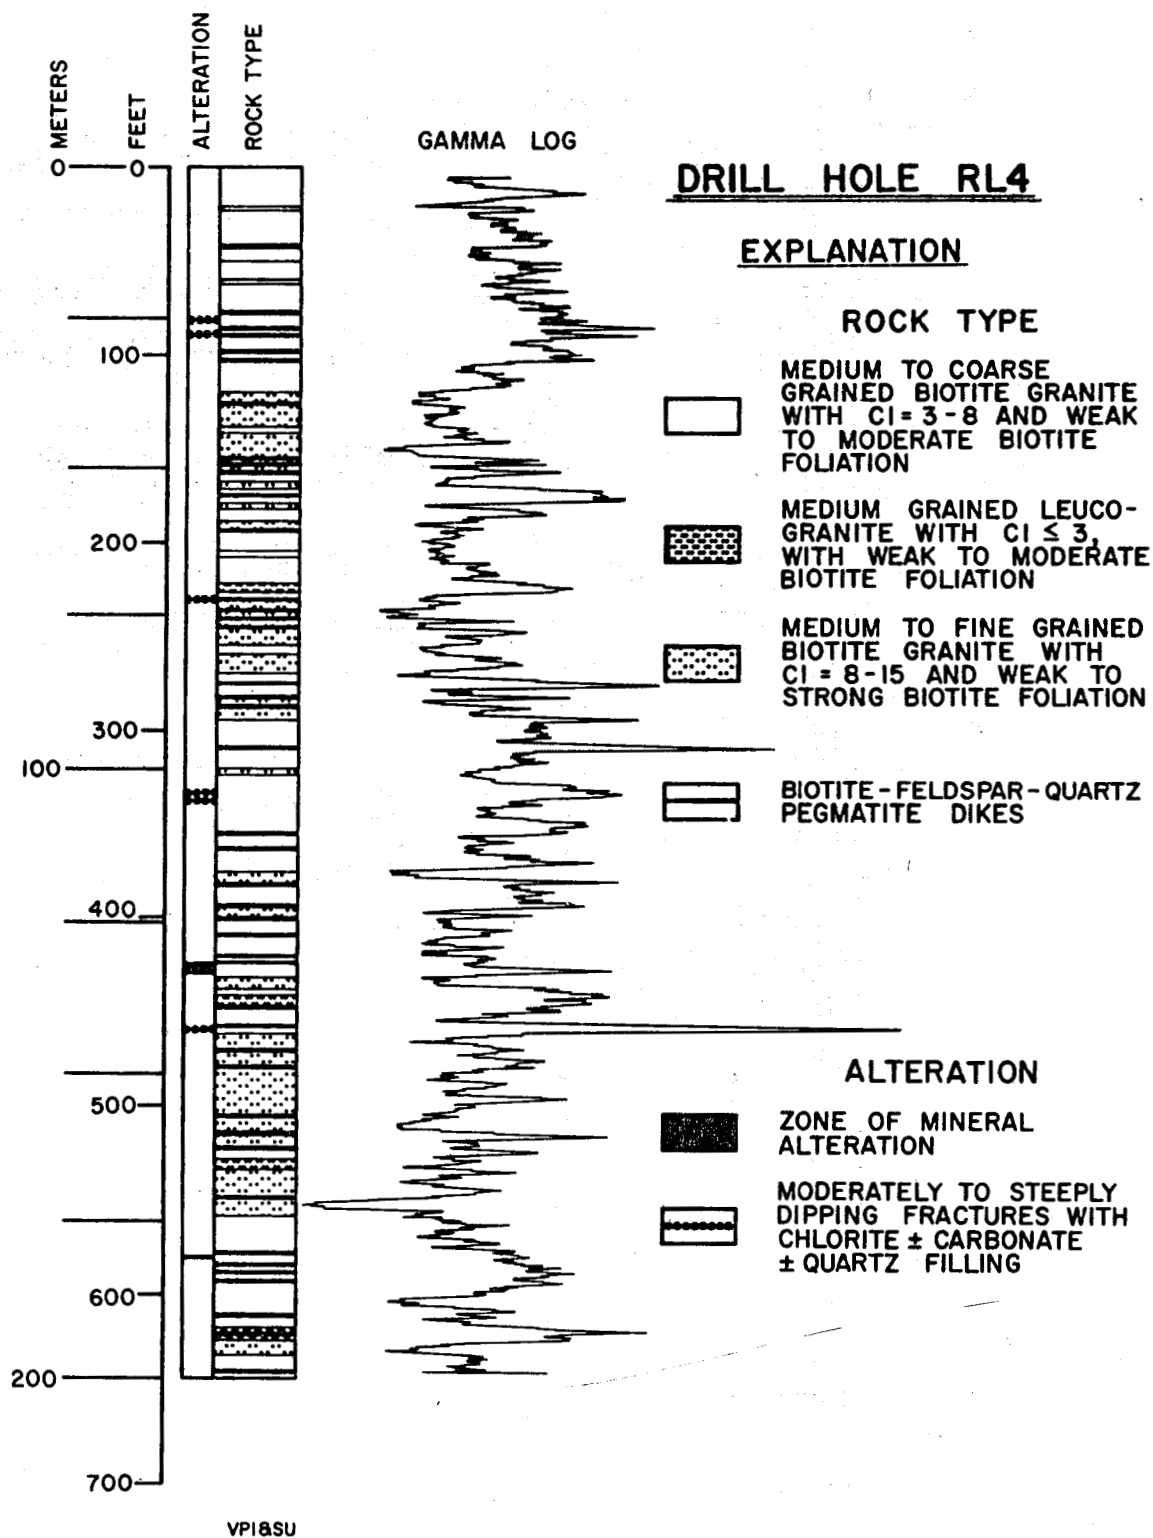 METERS
FEET
ALTERATION
ROCK TYPE
GAMMA LOG
DRILL HOLE RL4
EXPLANATION
ROCK TYPE
MEDIUM TO COARSE
GRAINED BIOTITE GRANITE
WITH CI = 3-8 AND WEAK
TO MODERATE BIOTITE
FOLIATION
MEDIUM GRAINED LEUCO-
GRANITE WITH CI ≤ 3,
WITH WEAK TO MODERATE
BIOTITE FOLIATION
MEDIUM TO FINE GRAINED
BIOTITE GRANITE WITH
CI = 8-15 AND WEAK TO
STRONG BIOTITE FOLIATION
BIOTITE-FELDSPAR-QUARTZ
PEGMATITE DIKES
ALTERATION
ZONE OF MINERAL
ALTERATION
MODERATELY TO STEEPLY
DIPPING FRACTURES WITH
CHLORITE ± CARBONATE
± QUARTZ FILLING
0 0
100
200
300
100
400
500
600
200
700
VPI&SU